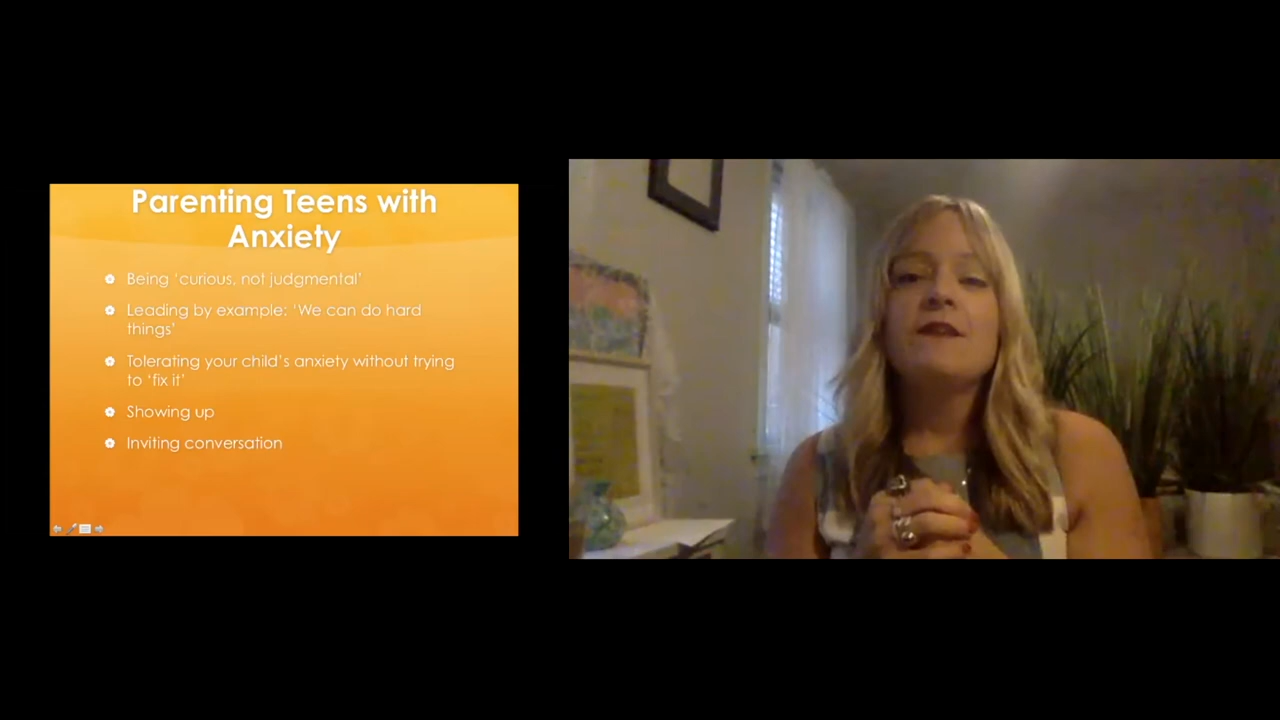 Parenting Teens with
Anxiety
Being ‘curious, not judgmental’
Leading by example: ‘We can do hard
things’
Tolerating your child’s anxiety without trying
to ‘fix it’
Showing up
Inviting conversation